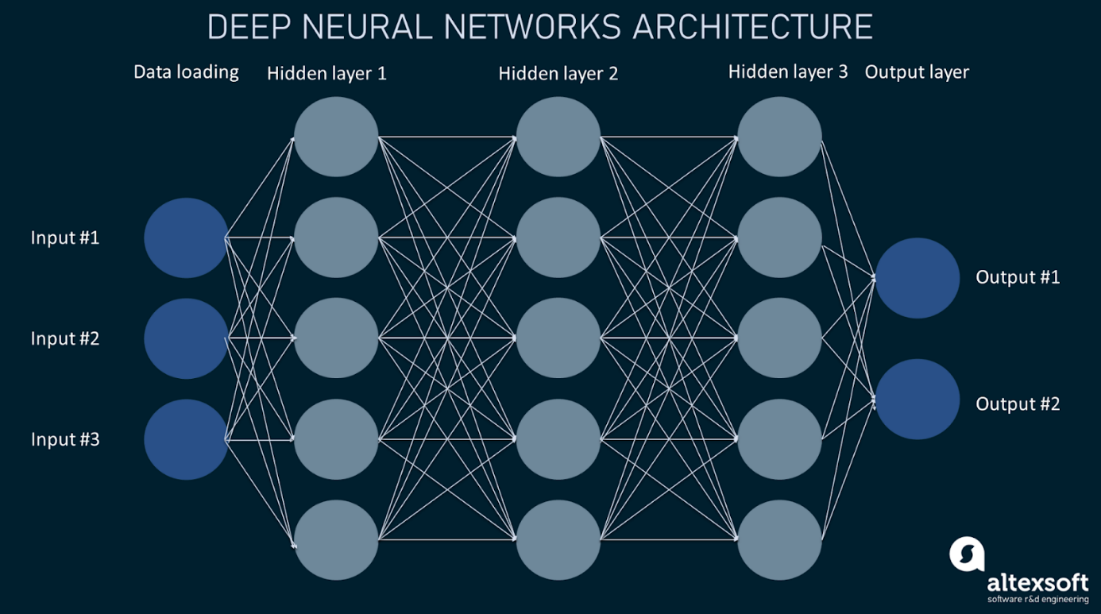 DEEP NEURAL NETWORKS ARCHITECTURE
Data loading
Hidden layer 1
Hidden layer 2
Hidden layer 3
Output layer
Input #1
Input #2
Input #3
Output #1
Output #2
altexsoft
software r&d engineering